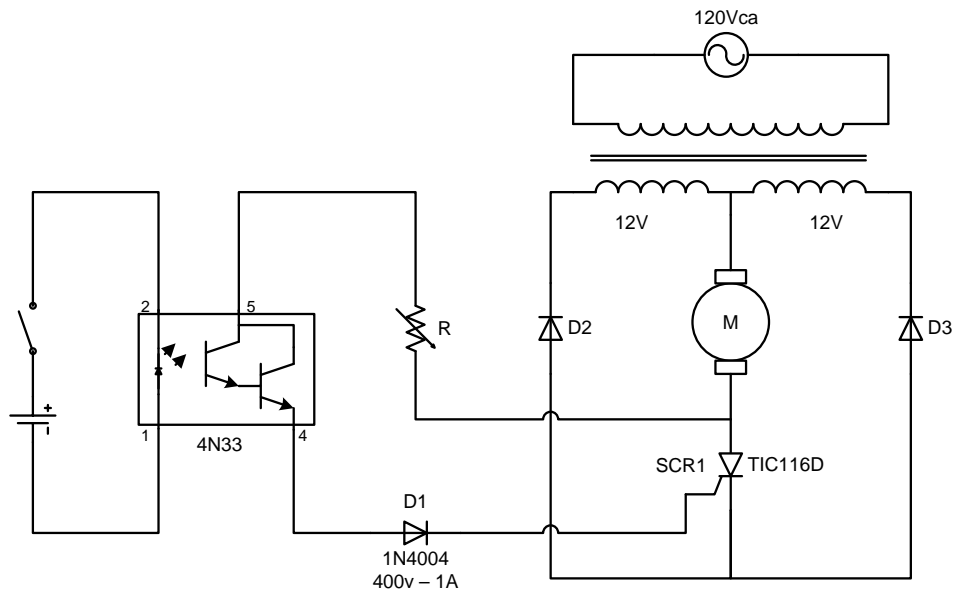 120Vca
12V
12V
2
5
R
D2
M
D3
+
-
1
4
4N33
SCR1
TIC116D
D1
1N4004
400v – 1A